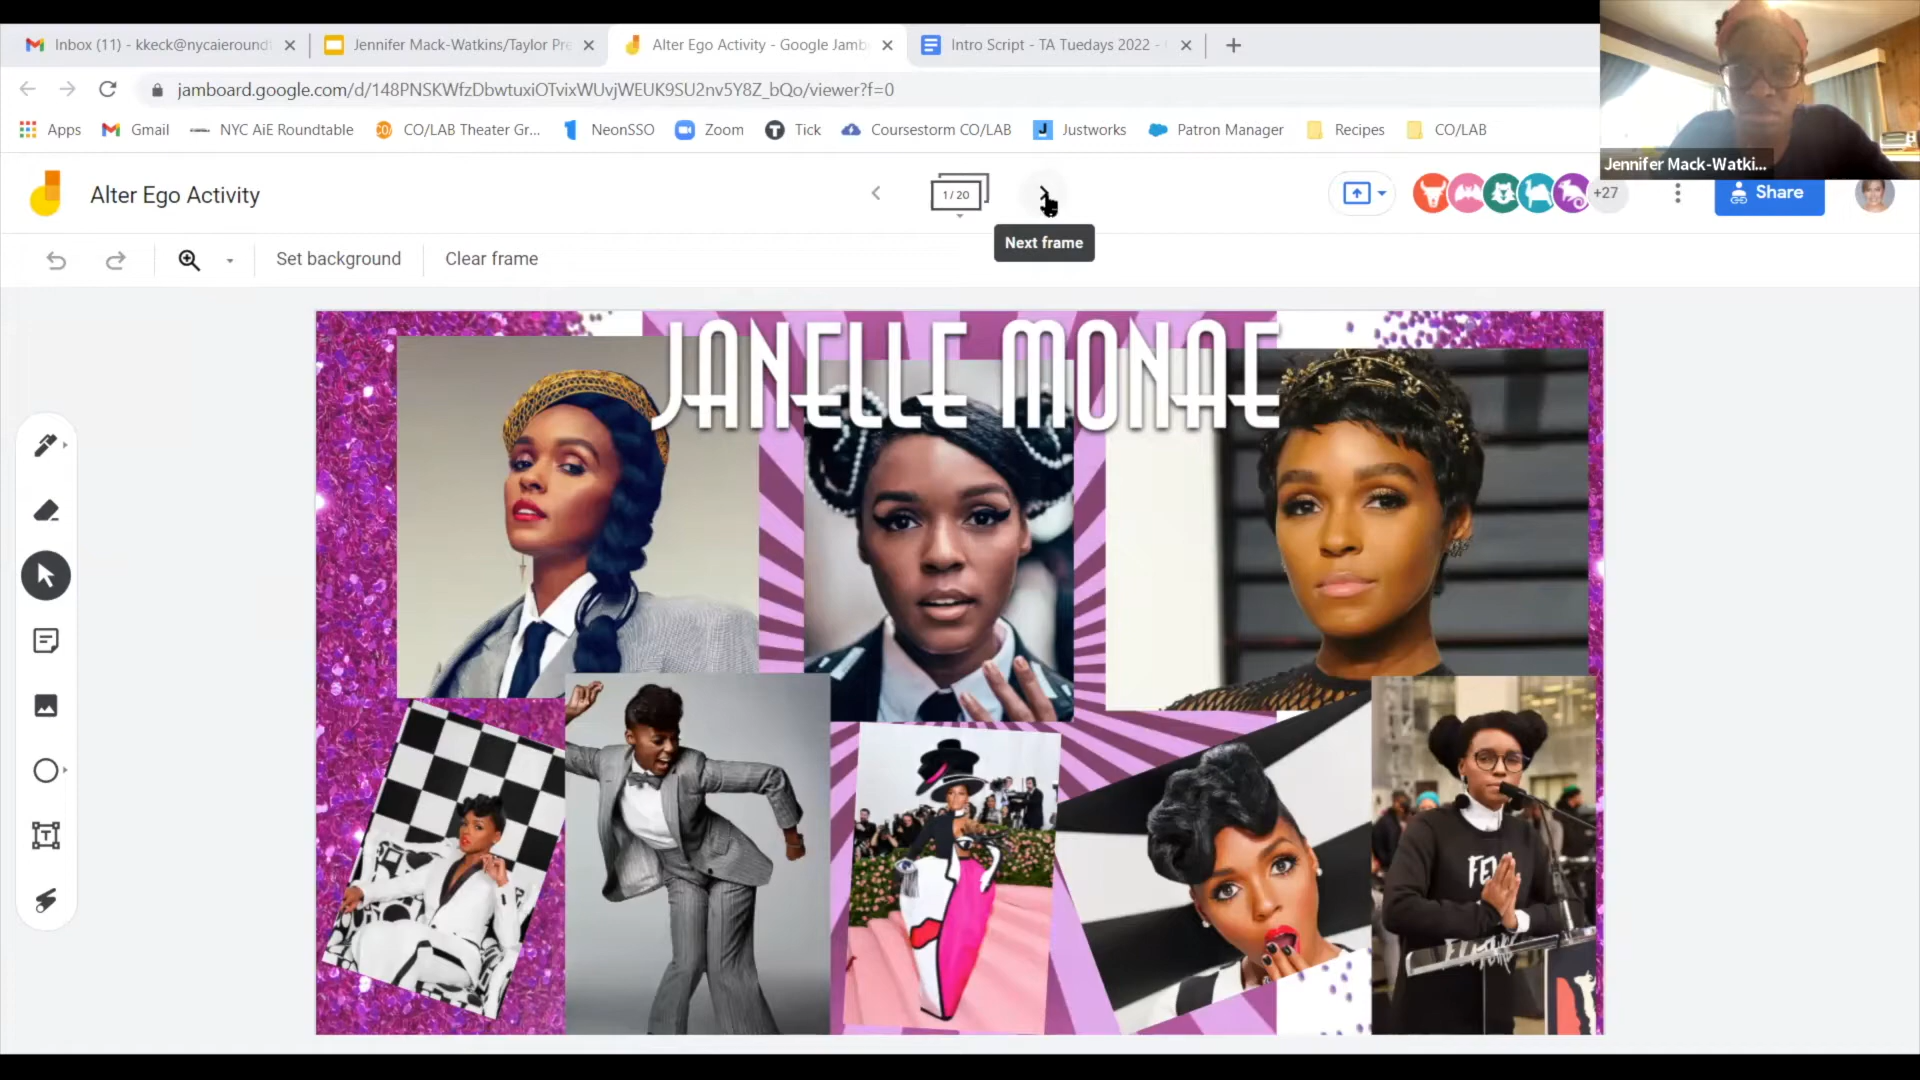 Inbox (11) - kkeck@nycaieround
Jennifer Mack-Watkins/Taylor Pre
Alter Ego Activity - Google Jamb
Intro Script - TA Tuedays 2022 -
jamboard.google.com/d/148PNSKWfzDbwtuxiOTvixWUvjWEUK9SU2nv5Y8Z_bQo/viewer?f=0
Apps
Gmail
NYC AiE Roundtable
CO/LAB Theater Gr...
NeonSSO
Zoom
Tick
Coursestorm CO/LAB
Justworks
Patron Manager
Recipes
CO/LAB
Jennifer Mack-Watki...
Alter Ego Activity
1 / 20
+27
Share
Next frame
Set background
Clear frame
JANELLE MONAE